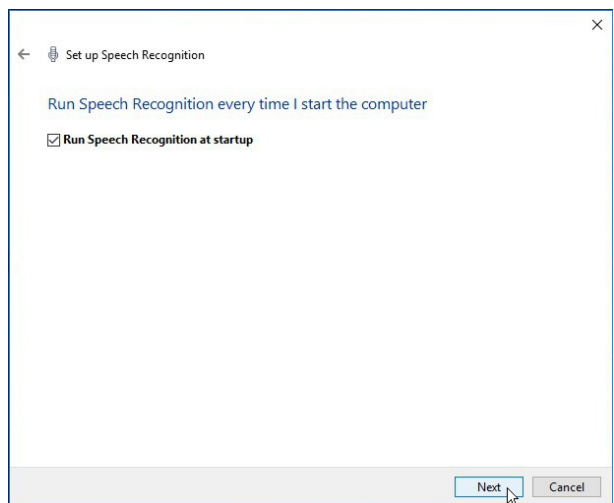 Set up Speech Recognition
Run Speech Recognition every time I start the computer
Run Speech Recognition at startup
Next
Cancel